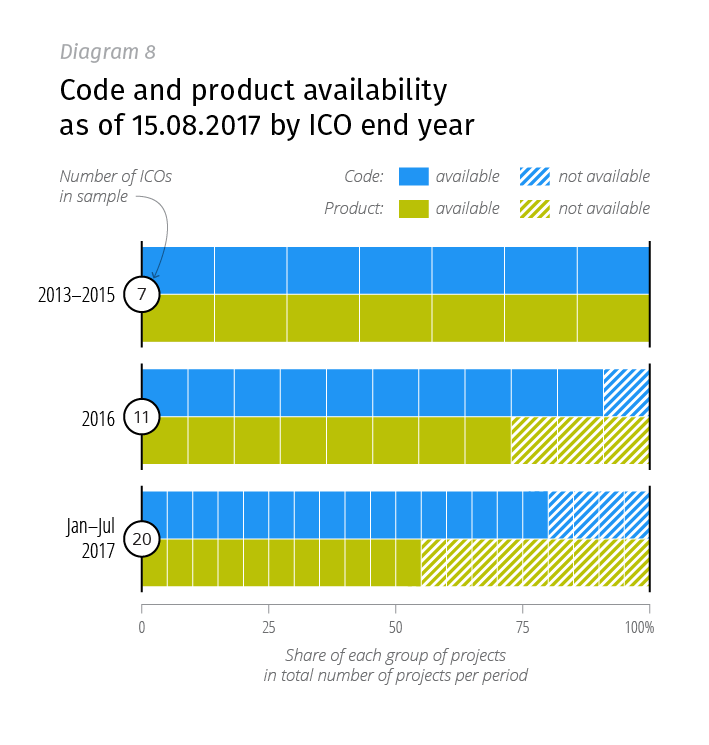 Diagram 8
Code and product availability
as of 15.08.2017 by ICO end year
Number of ICOs
in sample
Code: available not available
Product: available not available
2013–2015 7
2016 11
Jan–Jul
2017
20
0 25 50 75 100%
Share of each group of projects
in total number of projects per period